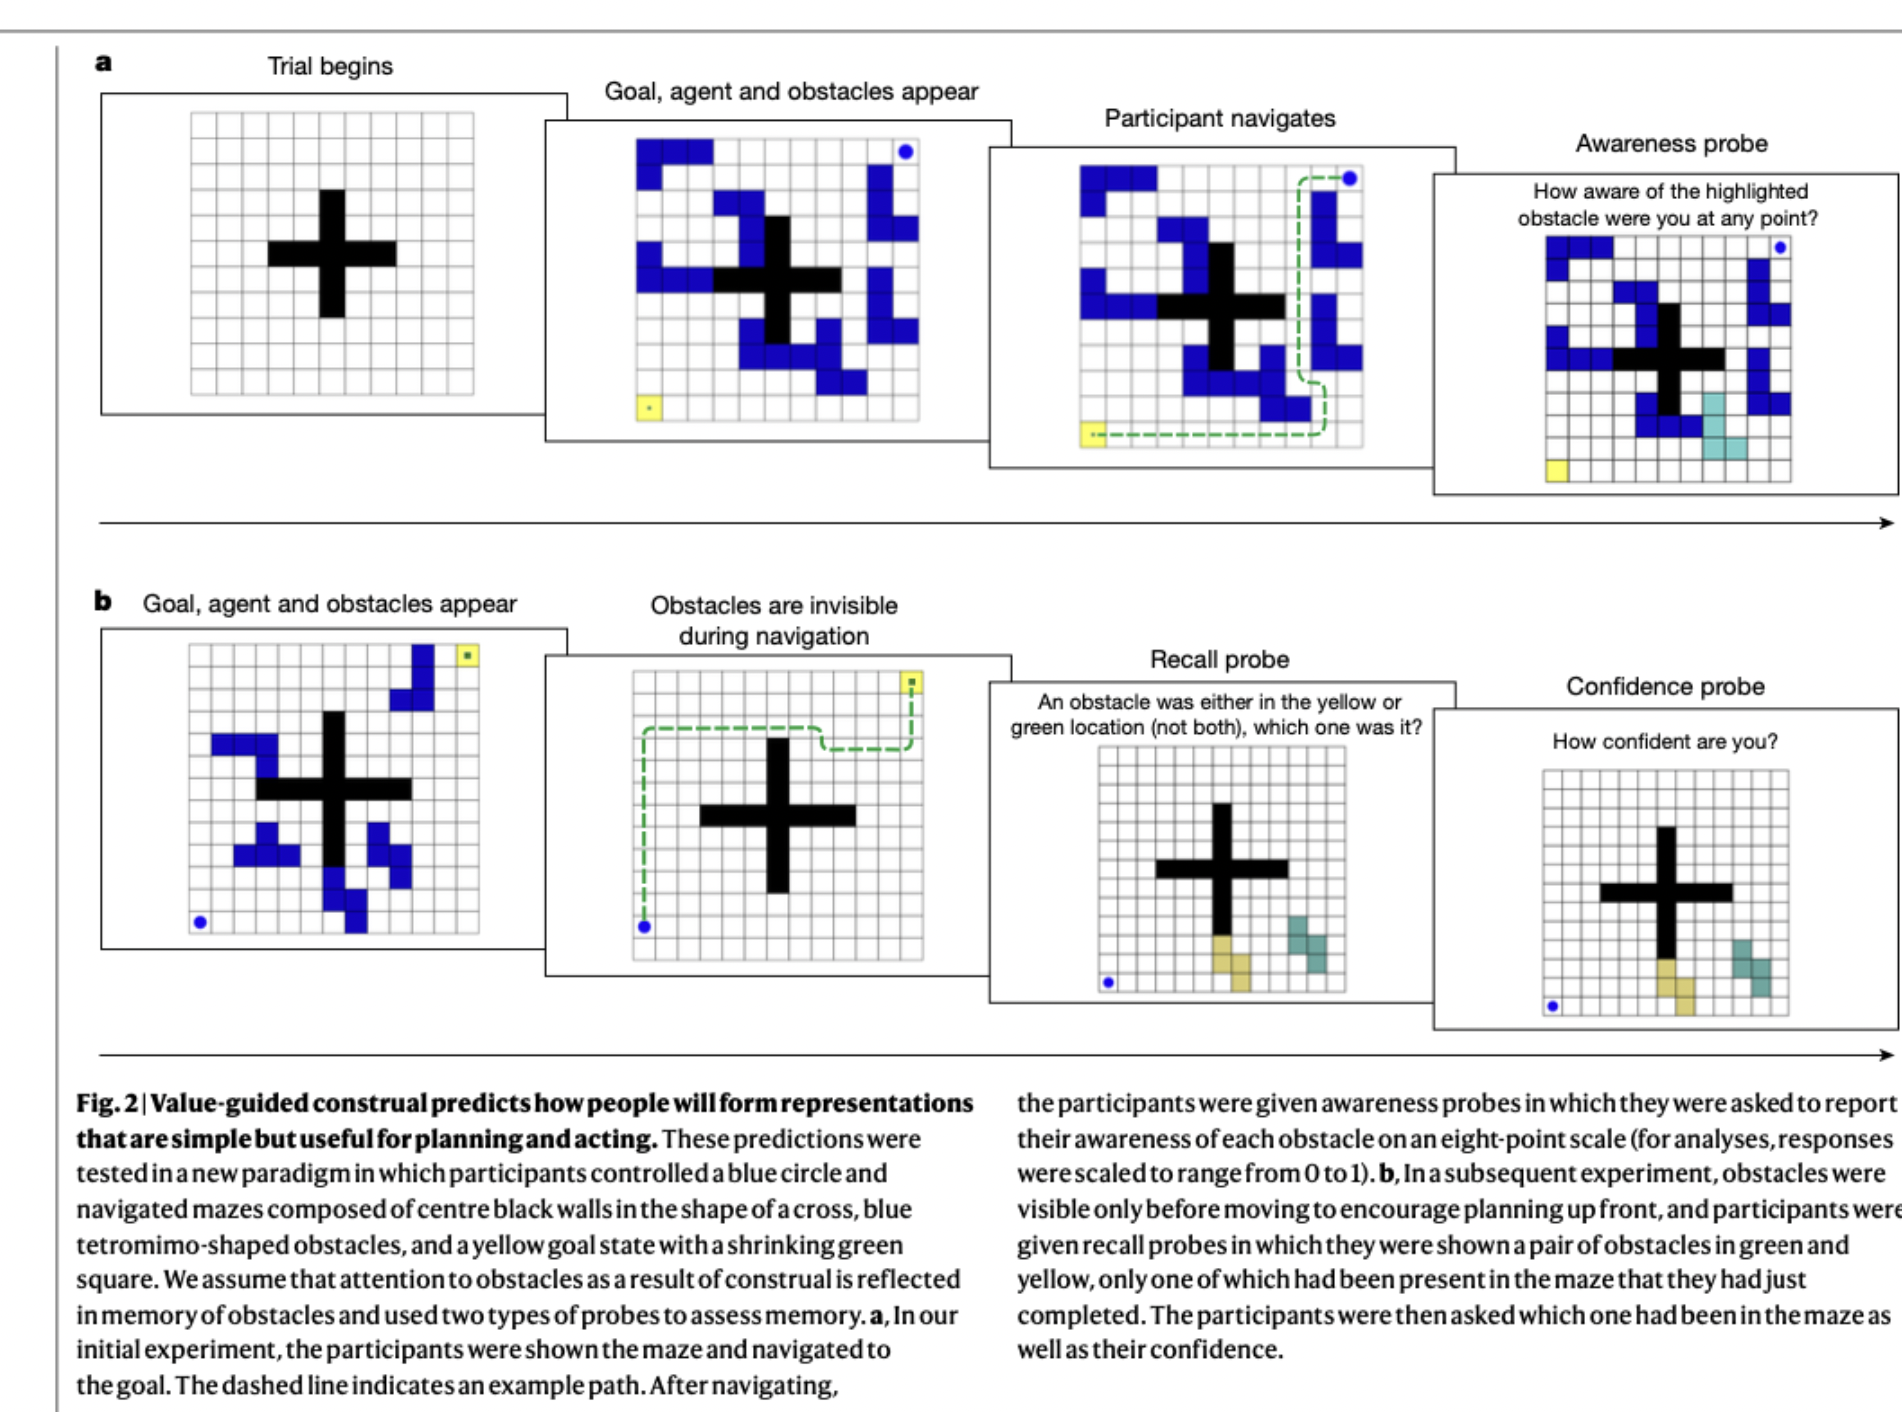 a
Trial begins
Goal, agent and obstacles appear
Participant navigates
Awareness probe
How aware of the highlighted
obstacle were you at any point?
b
Goal, agent and obstacles appear
Obstacles are invisible
during navigation
Recall probe
An obstacle was either in the yellow or
green location (not both), which one was it?
Confidence probe
How confident are you?
Fig. 2 | Value-guided construal predicts how people will form representations
that are simple but useful for planning and acting. These predictions were
tested in a new paradigm in which participants controlled a blue circle and
navigated mazes composed of centre black walls in the shape of a cross, blue
tetromimo-shaped obstacles, and a yellow goal state with a shrinking green
square. We assume that attention to obstacles as a result of construal is reflected
in memory of obstacles and used two types of probes to assess memory. a, In our
initial experiment, the participants were shown the maze and navigated to
the goal. The dashed line indicates an example path. After navigating,
the participants were given awareness probes in which they were asked to report
their awareness of each obstacle on an eight-point scale (for analyses, responses
were scaled to range from 0 to 1). b, In a subsequent experiment, obstacles were
visible only before moving to encourage planning up front, and participants were
given recall probes in which they were shown a pair of obstacles in green and
yellow, only one of which had been present in the maze that they had just
completed. The participants were then asked which one had been in the maze as
well as their confidence.